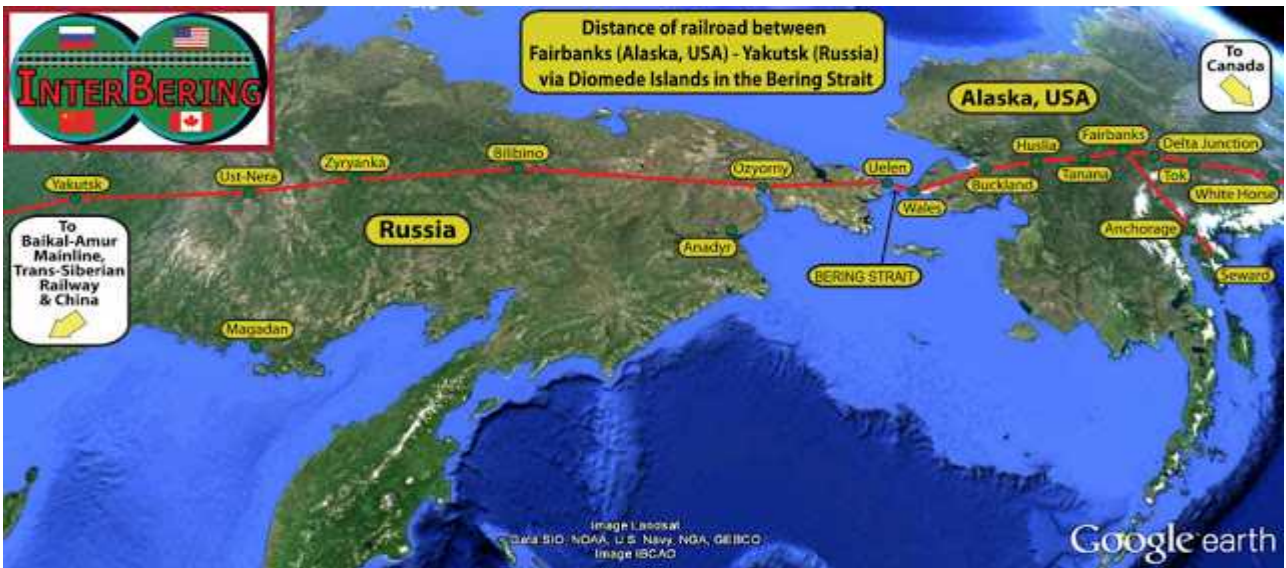 INTERBERING
Distance of railroad between
Fairbanks (Alaska, USA) - Yakutsk (Russia)
via Diomede Islands in the Bering Strait
To
Canada
Alaska, USA
Yakutsk
Ust-Nera
Zyryanka
Bilibino
Ozyorny
Uelen
Wales
Buckland
Huslia
Tanana
Fairbanks
Delta Junction
Tok
White Horse
Anchorage
Seward
Russia
Anadyr
BERING STRAIT
To
Baikal-Amur
Mainline,
Trans-Siberian
Railway
& China
Magadan
Image Landsat
Data SIO, NOAA, U.S. Navy, NGA, GEBCO
Image IBCAO
Google earth